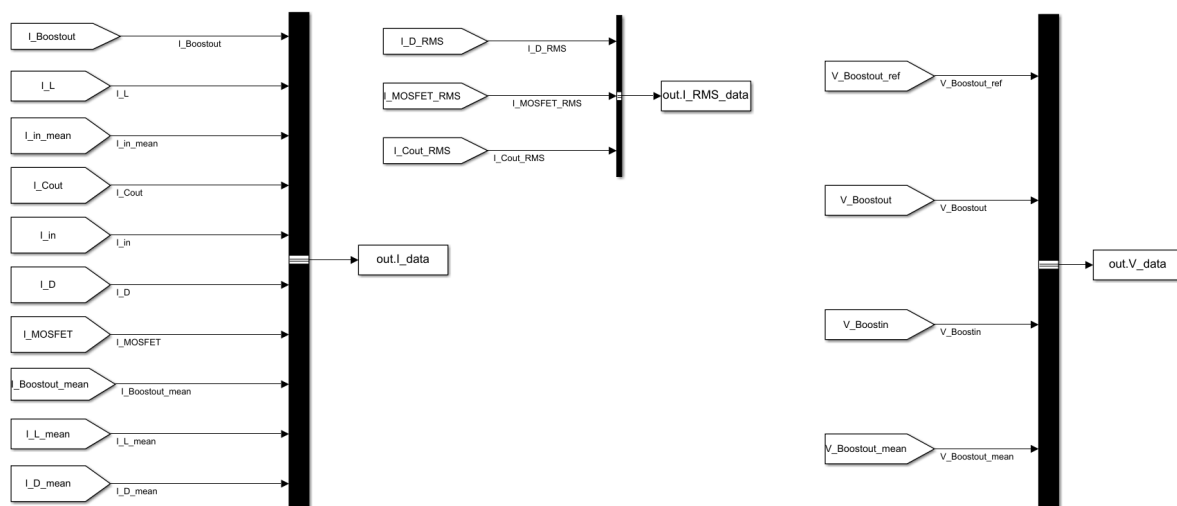 I_Boostout
I_Boostout
I_L
I_L
I_in_mean
I_in_mean
I_Cout
I_Cout
I_in
I_in
I_D
I_D
I_MOSFET
I_MOSFET
I_Boostout_mean
I_Boostout_mean
I_L_mean
I_L_mean
I_D_mean
I_D_mean
out.I_data
I_D_RMS
I_D_RMS
I_MOSFET_RMS
I_MOSFET_RMS
I_Cout_RMS
I_Cout_RMS
out.I_RMS_data
V_Boostout_ref
V_Boostout_ref
V_Boostout
V_Boostout
V_Boostin
V_Boostin
V_Boostout_mean
V_Boostout_mean
out.V_data